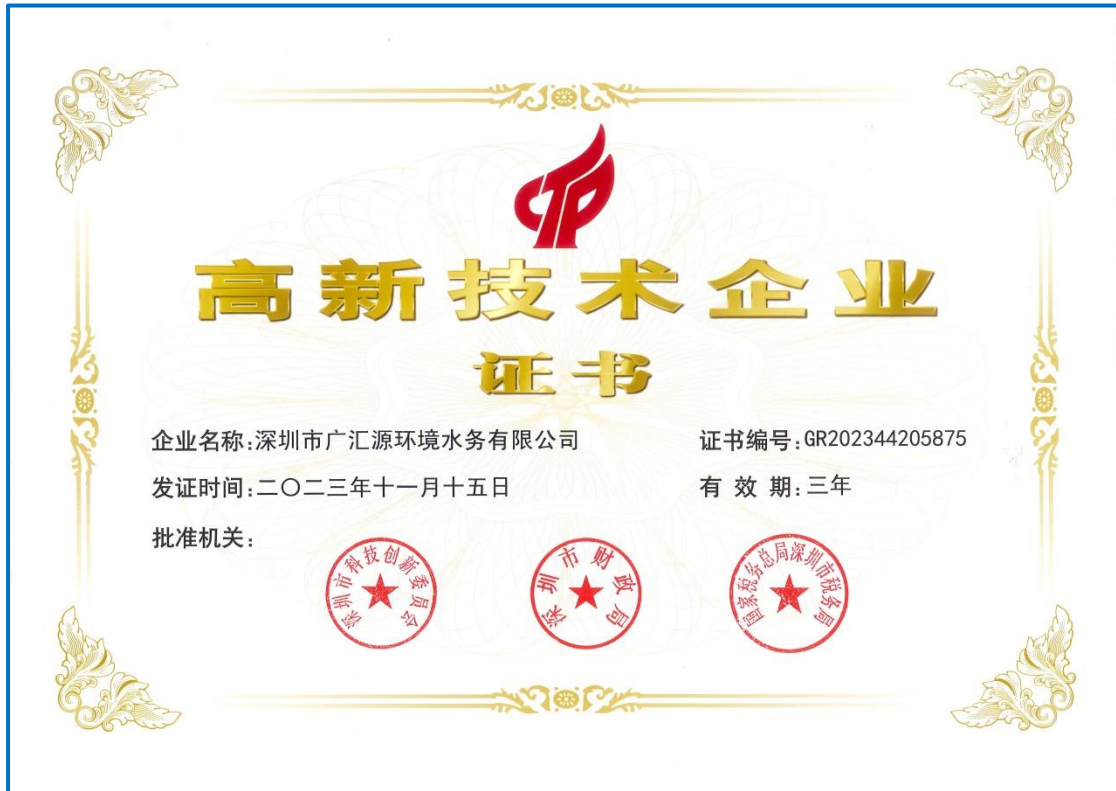 高新技术企业
证书
企业名称:深圳市广汇源环境水务有限公司
证书编号:GR202344205875
发证时间:二〇二三年十一月十五日
有 效 期:三年
批准机关:
深圳市科技创新委员会
深圳市财政局
国家税务总局深圳市税务局